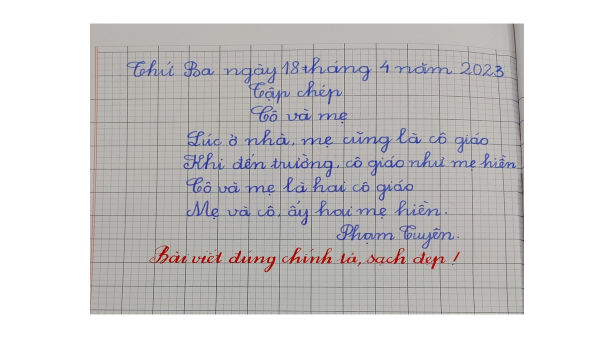 Thứ Ba ngày 18 tháng 4 năm 2023
Tập chép
Cô và mẹ
Lúc ở nhà, mẹ cũng là cô giáo
Khi đến trường, cô giáo như mẹ hiền
Cô và mẹ là hai cô giáo
Mẹ và cô, ấy hai mẹ hiền.
Phạm Tuyên.
Bài viết đúng chính tả, sạch đẹp!